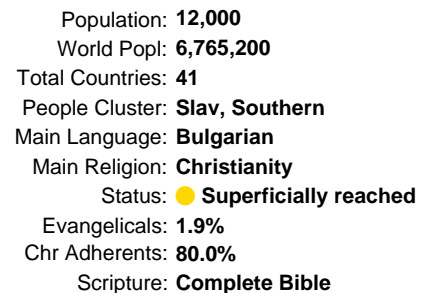 Population: 12,000
World Popl: 6,765,200
Total Countries: 41
People Cluster: Slav, Southern
Main Language: Bulgarian
Main Religion: Christianity
Status: Superficially reached
Evangelicals: 1.9%
Chr Adherents: 80.0%
Scripture: Complete Bible